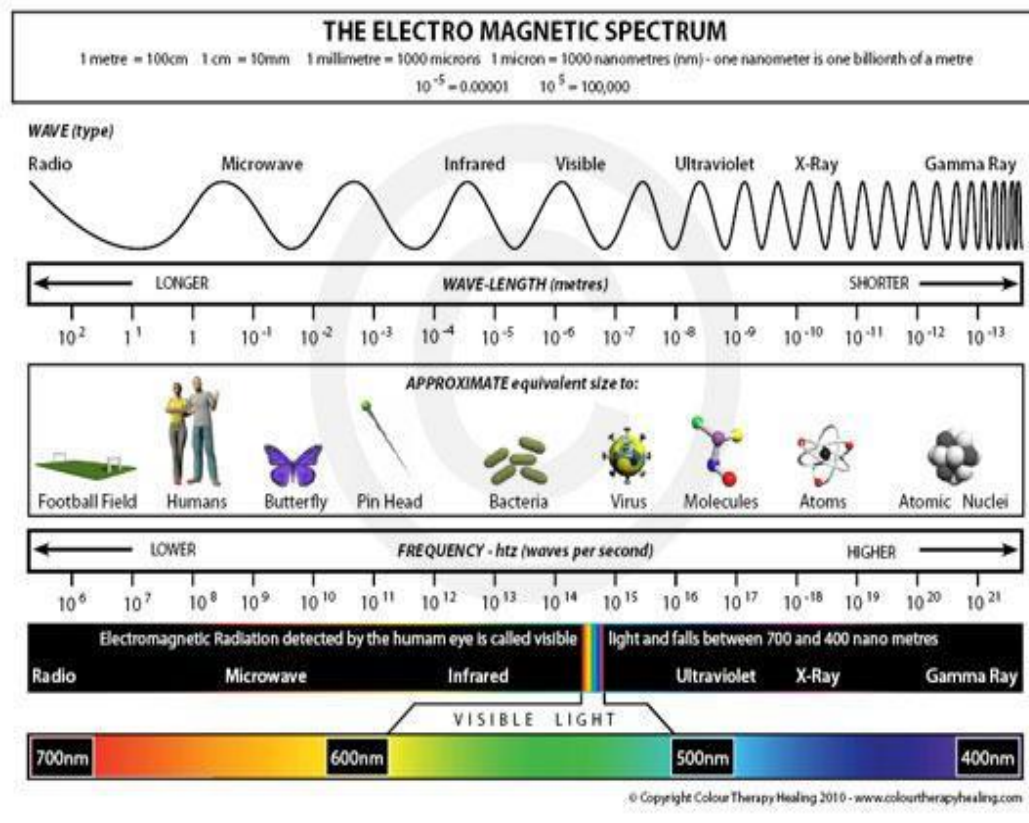 THE ELECTRO MAGNETIC SPECTRUM
1 metre = 100cm 1 cm = 10mm 1 millimetre = 1000 microns 1 micron = 1000 nanometres (nm) - one nanometer is one billionth of a metre
10⁻⁵ = 0.00001 10⁵ = 100,000
WAVE (type)
Radio Microwave Infrared Visible Ultraviolet X-Ray Gamma Ray
LONGER WAVE-LENGTH (metres) SHORTER
10² 1¹ 1 10⁻¹ 10⁻² 10⁻³ 10⁻⁴ 10⁻⁵ 10⁻⁶ 10⁻⁷ 10⁻⁸ 10⁻⁹ 10⁻¹⁰ 10⁻¹¹ 10⁻¹² 10⁻¹³
APPROXIMATE equivalent size to:
Football Field Humans Butterfly Pin Head Bacteria Virus Molecules Atoms Atomic Nuclei
LOWER FREQUENCY - htz (waves per second) HIGHER
10⁶ 10⁷ 10⁸ 10⁹ 10¹⁰ 10¹¹ 10¹² 10¹³ 10¹⁴ 10¹⁵ 10¹⁶ 10¹⁷ 10⁻¹⁸ 10¹⁹ 10²⁰ 10²¹
Electromagnetic Radiation detected by the humam eye is called visible light and falls between 700 and 400 nano metres
Radio Microwave Infrared Ultraviolet X-Ray Gamma Ray
VISIBLE LIGHT
700nm 600nm 500nm 400nm
© Copyright Colour Therapy Healing 2010 - www.colourtherapyhealing.com
©